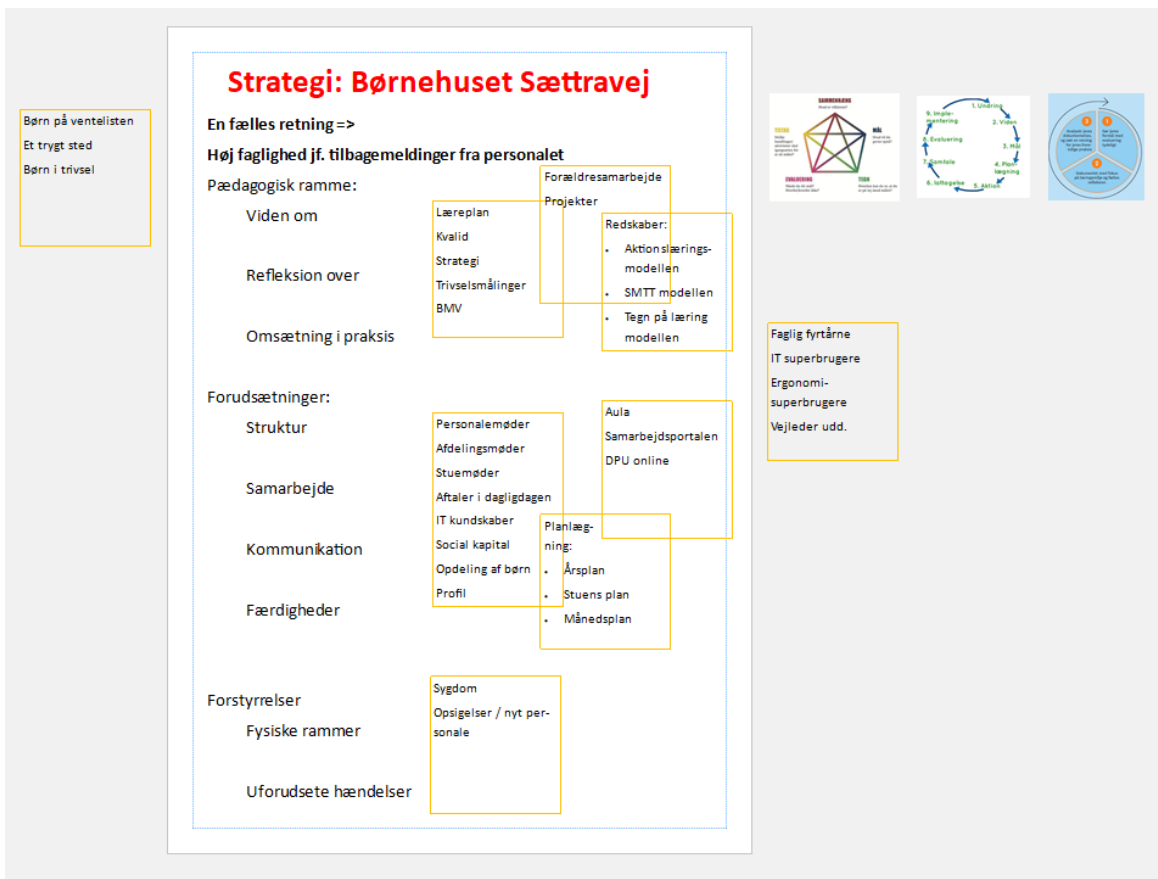 Strategi: Børnehuset Sættravej
Børn på ventelisten
Et trygt sted
Børn i trivsel
En fælles retning =>
Høj faglighed jf. tilbagemeldinger fra personalet
Pædagogisk ramme:
Viden om
Refleksion over
Omsætning i praksis
Læreplan
Kvalid
Strategi
Trivselsmålinger
BMV
Forældresamarbejde
Projekter
Redskaber:
• Aktionslærings-
modellen
• SMTT modellen
• Tegn på læring
modellen
SAMMENHÆNG
TILTAG
MÅL
EVALUERING
TEGN
1. Undring
2. Viden
3. Mål
4. Plan-
lægning
5. Aktion
6. Iattagelse
7. Samtale
8. Evaluering
9. Imple-
mentering
Faglig fyrtårne
IT superbrugere
Ergonomi-
superbrugere
Vejleder udd.
Forudsætninger:
Struktur
Samarbejde
Kommunikation
Færdigheder
Personalemøder
Afdelingsmøder
Stuemøder
Aftaler i dagligdagen
IT kundskaber
Social kapital
Opdeling af børn
Profil
Aula
Samarbejdsportalen
DPU online
Planlæg-
ning:
• Årsplan
• Stuens plan
• Månedsplan
Forstyrrelser
Fysiske rammer
Uforudsete hændelser
Sygdom
Opsigelser / nyt per-
sonale